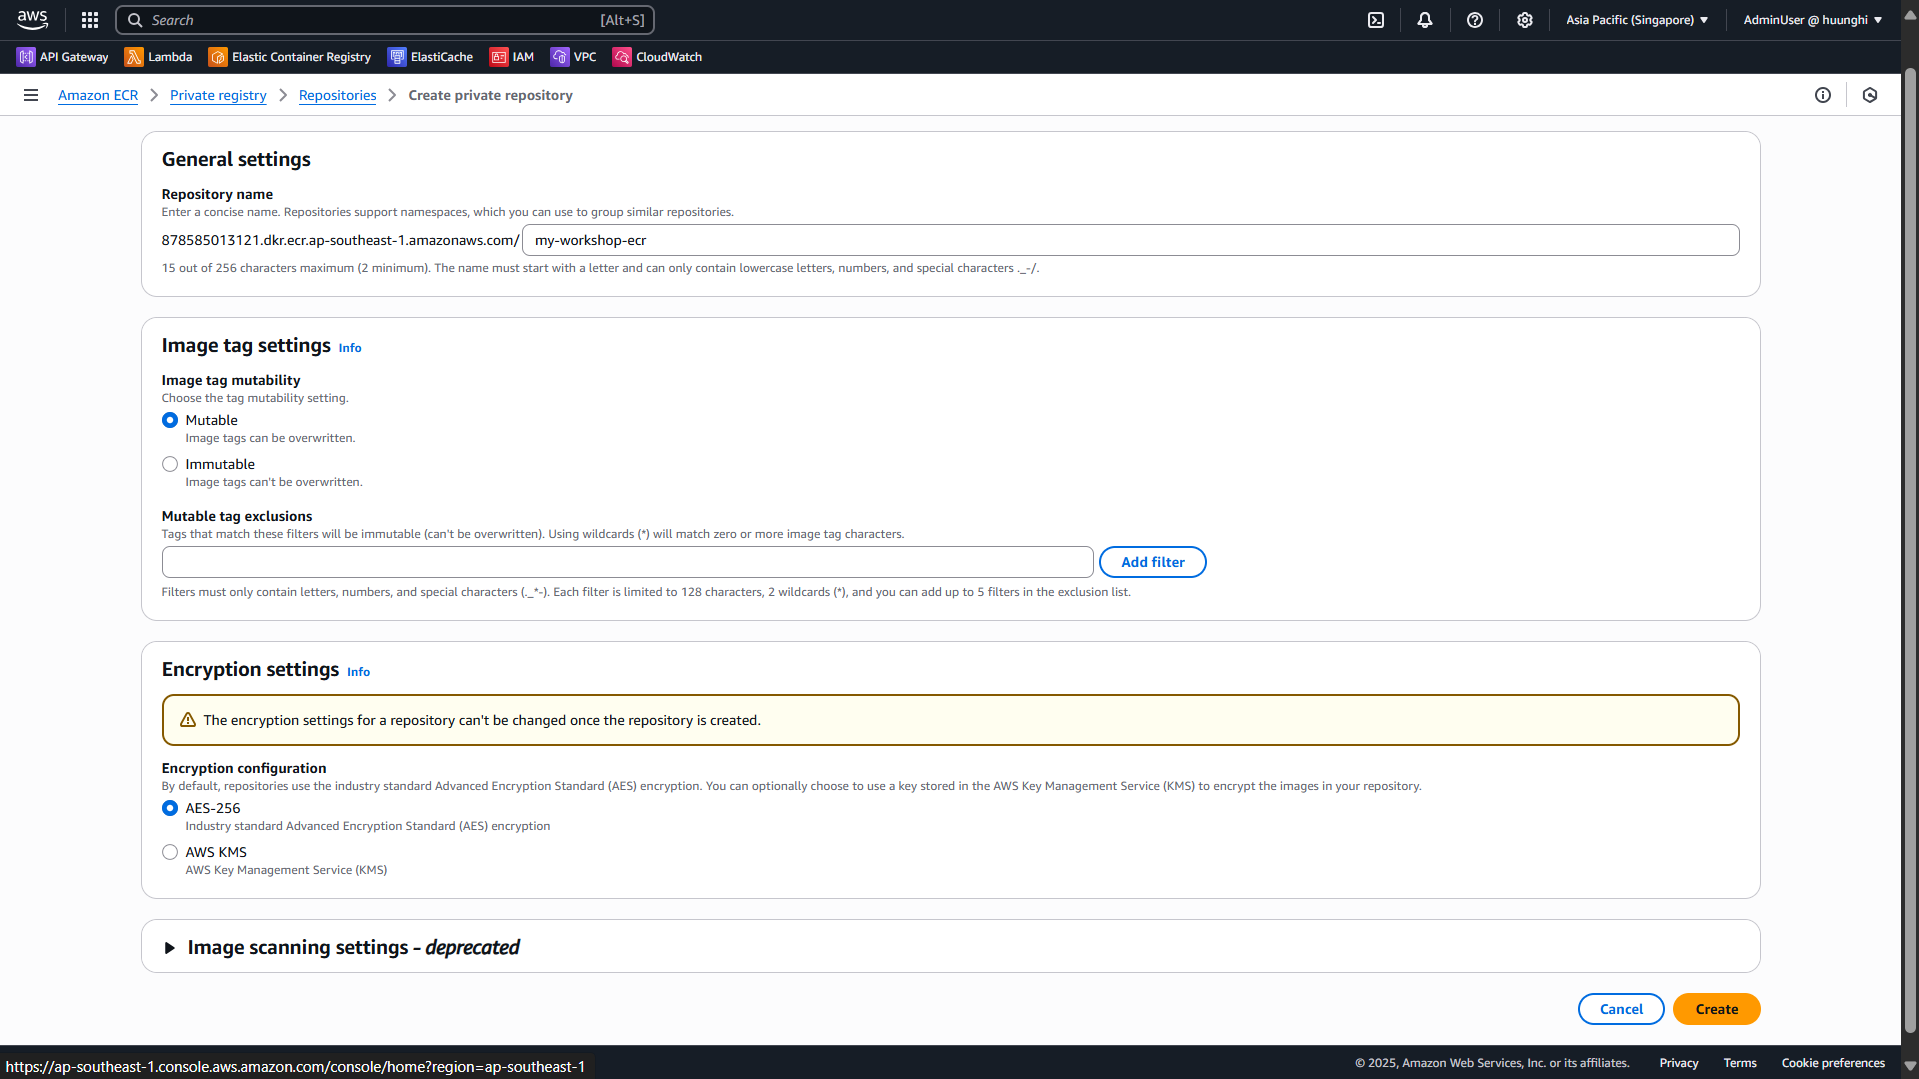 aws
Search [Alt+S]
Asia Pacific (Singapore)
AdminUser @ huunghi
API Gateway Lambda Elastic Container Registry ElastiCache IAM VPC CloudWatch
Amazon ECR > Private registry > Repositories > Create private repository
General settings
Repository name
Enter a concise name. Repositories support namespaces, which you can use to group similar repositories.
878585013121.dkr.ecr.ap-southeast-1.amazonaws.com/ my-workshop-ecr
15 out of 256 characters maximum (2 minimum). The name must start with a letter and can only contain lowercase letters, numbers, and special characters ._-/.
Image tag settings Info
Image tag mutability
Choose the tag mutability setting.
Mutable
Image tags can be overwritten.
Immutable
Image tags can't be overwritten.
Mutable tag exclusions
Tags that match these filters will be immutable (can't be overwritten). Using wildcards (*) will match zero or more image tag characters.
Add filter
Filters must only contain letters, numbers, and special characters (._*-). Each filter is limited to 128 characters, 2 wildcards (*), and you can add up to 5 filters in the exclusion list.
Encryption settings Info
The encryption settings for a repository can't be changed once the repository is created.
Encryption configuration
By default, repositories use the industry standard Advanced Encryption Standard (AES) encryption. You can optionally choose to use a key stored in the AWS Key Management Service (KMS) to encrypt the images in your repository.
AES-256
Industry standard Advanced Encryption Standard (AES) encryption
AWS KMS
AWS Key Management Service (KMS)
Image scanning settings - deprecated
Cancel Create
https://ap-southeast-1.console.aws.amazon.com/console/home?region=ap-southeast-1
© 2025, Amazon Web Services, Inc. or its affiliates. Privacy Terms Cookie preferences